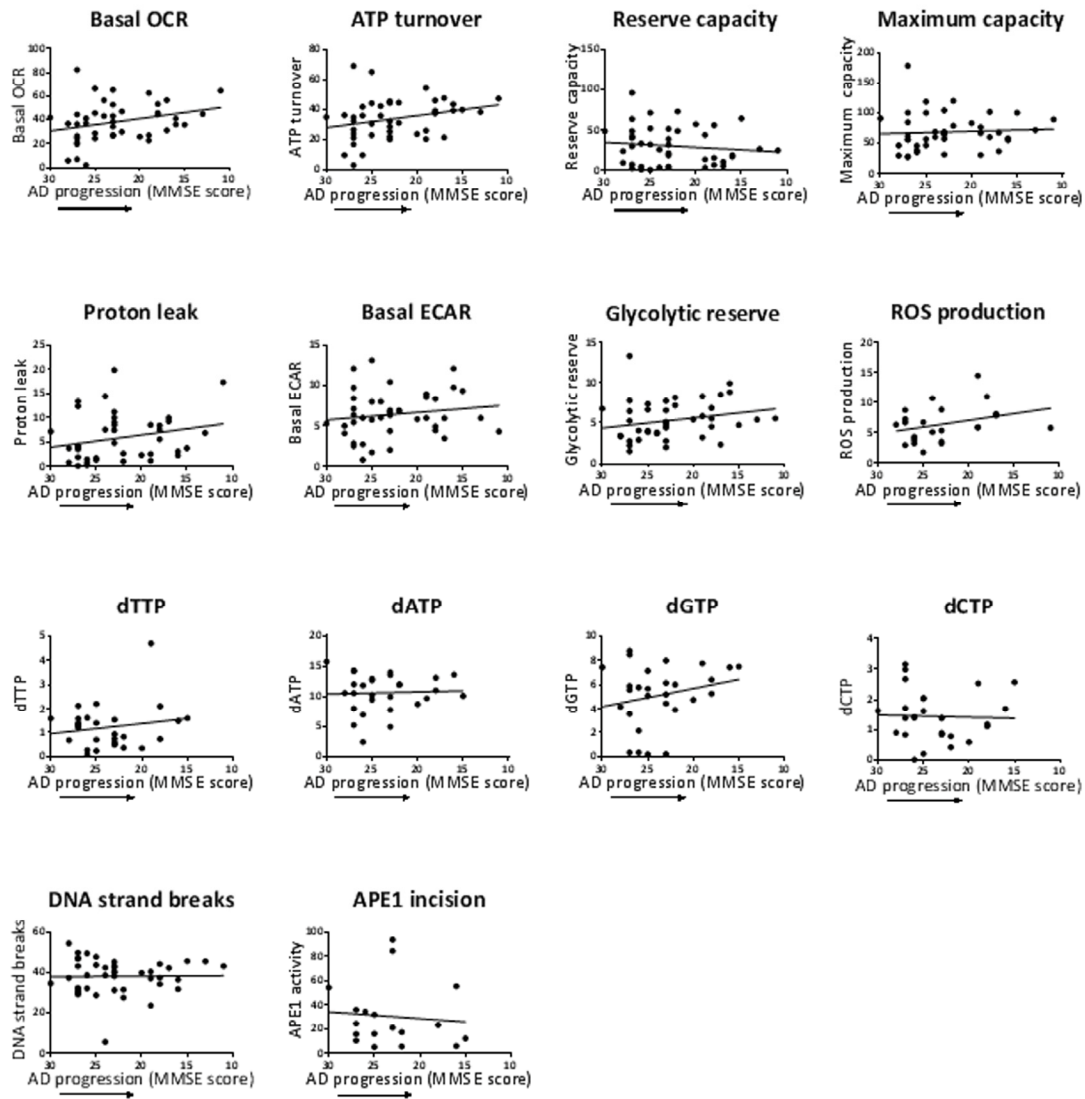 Basal OCR
ATP turnover
Reserve capacity
Maximum capacity
Basal OCR
100
80
60
40
20
0
30 25 20 15 10
AD progression (MMSE score)
ATP turnover
80
60
40
20
0
30 25 20 15 10
AD progression (MMSE score)
Reserve capacity
150
100
50
0
30 25 20 15 10
AD progression (MMSE score)
Maximum capacity
200
150
100
50
0
30 25 20 15 10
AD progression (MMSE score)
Proton leak
Basal ECAR
Glycolytic reserve
ROS production
Proton leak
25
20
15
10
5
0
30 25 20 15 10
AD progression (MMSE score)
Basal ECAR
15
10
5
0
30 25 20 15 10
AD progression (MMSE score)
Glycolytic reserve
15
10
5
0
30 25 20 15 10
AD progression (MMSE score)
ROS production
20
15
10
5
0
30 25 20 15 10
AD progression (MMSE score)
dTTP
dATP
dGTP
dCTP
dTTP
5
4
3
2
1
0
30 25 20 15 10
AD progression (MMSE score)
dATP
20
15
10
5
0
30 25 20 15 10
AD progression (MMSE score)
dGTP
10
8
6
4
2
0
30 25 20 15 10
AD progression (MMSE score)
dCTP
4
3
2
1
0
30 25 20 15 10
AD progression (MMSE score)
DNA strand breaks
APE1 incision
DNA strand breaks
60
40
20
0
30 25 20 15 10
AD progression (MMSE score)
APE1 activity
100
80
60
40
20
0
30 25 20 15 10
AD progression (MMSE score)